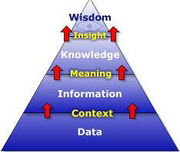 Wisdom
Insight
Knowledge
Meaning
Information
Context
Data